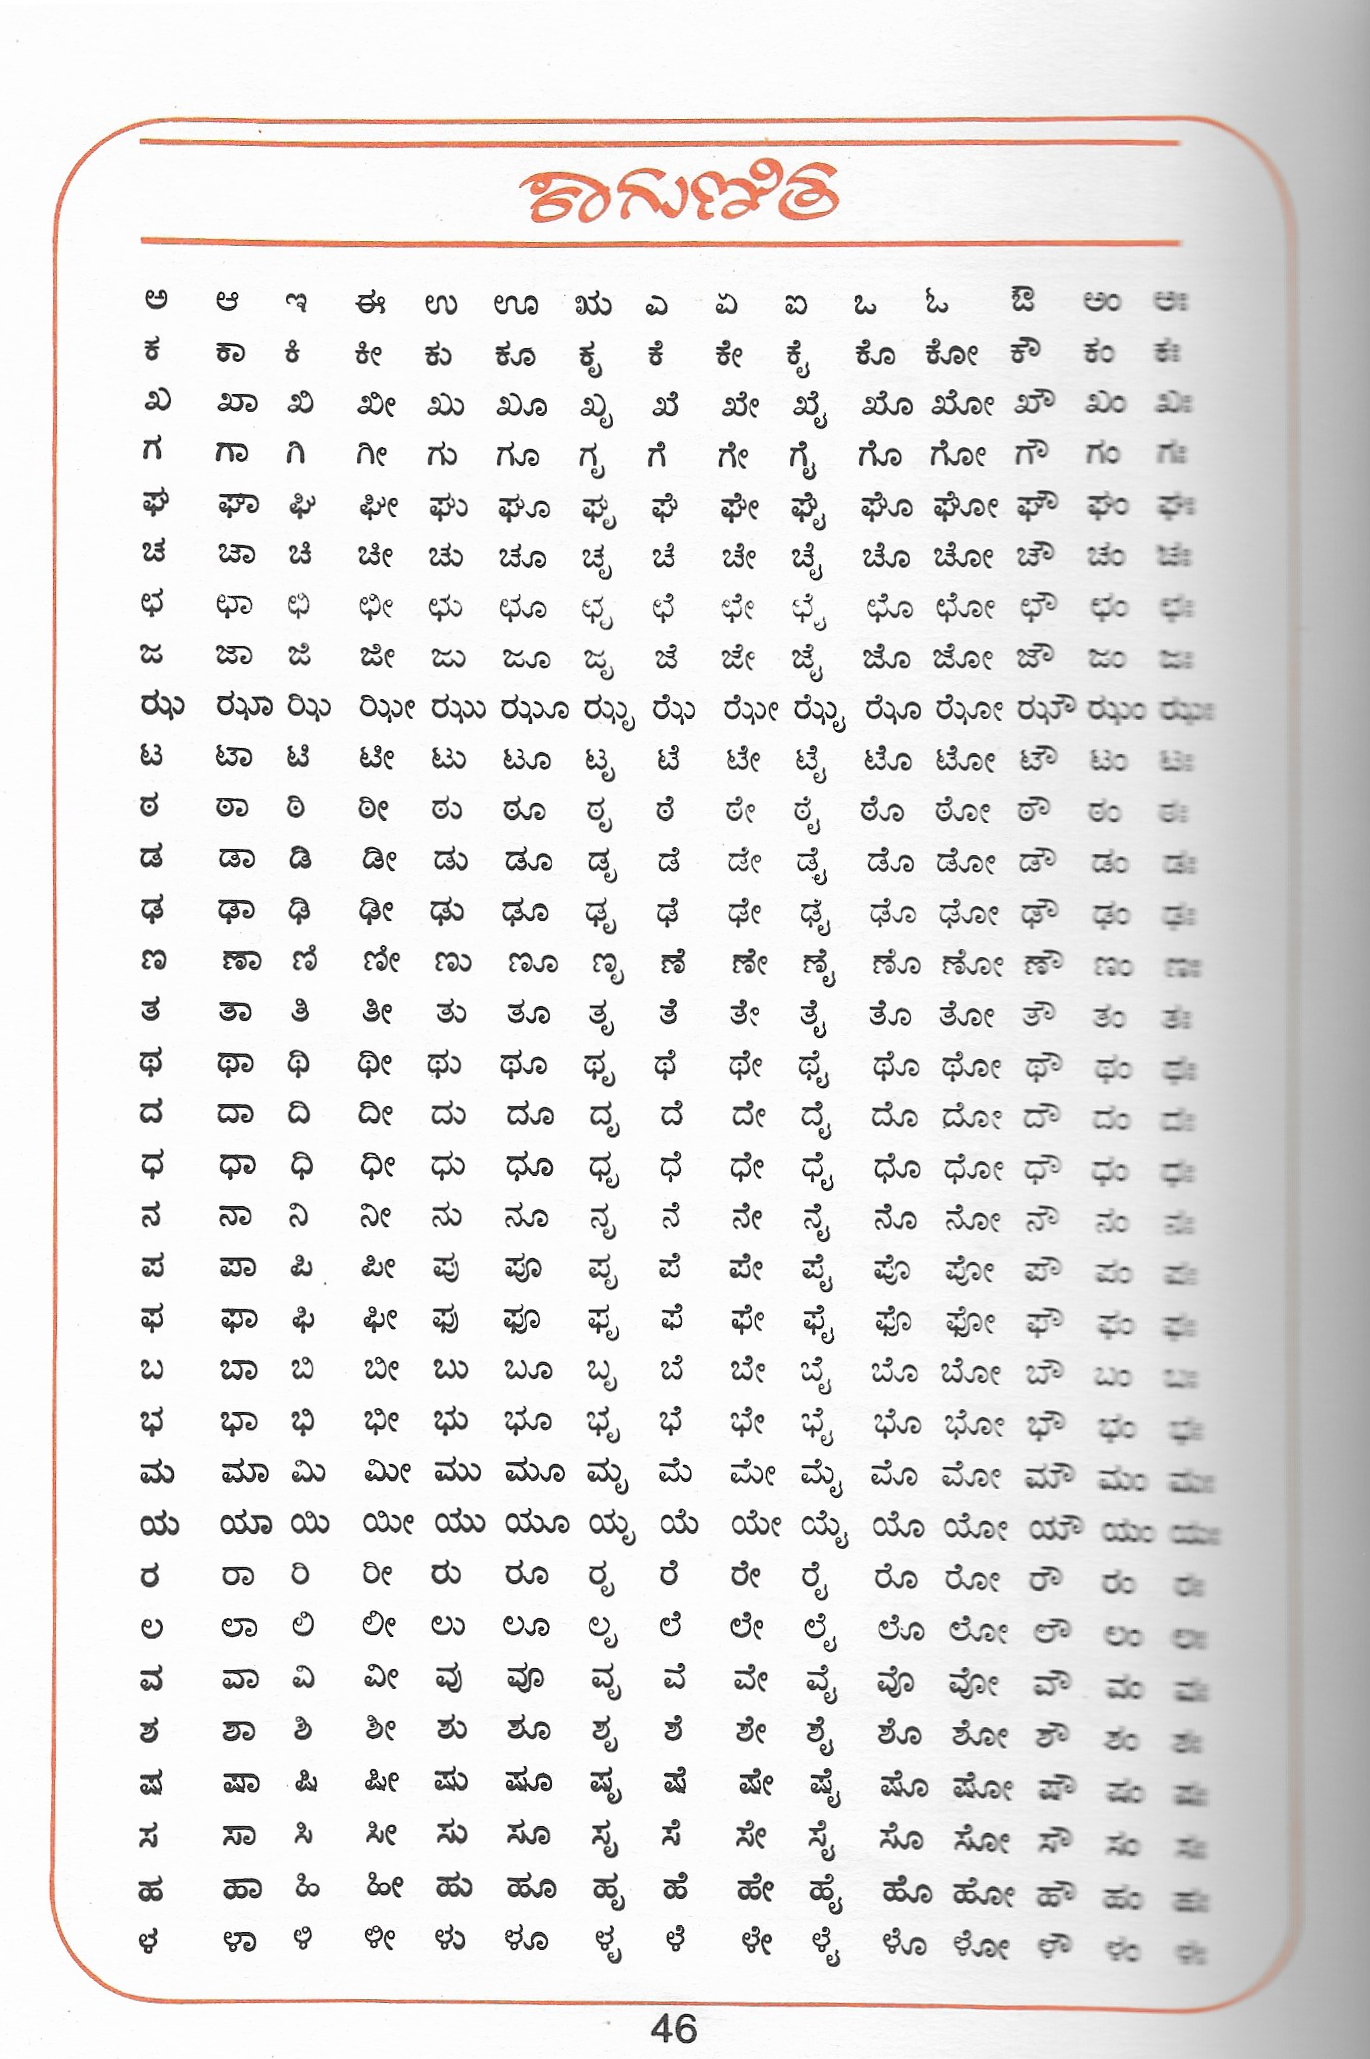 ಕಾಗುಣಿತ
ಅ ಆ ಇ ಈ ಉ ಊ ಋ ಎ ಏ ಐ ಒ ಓ ಔ ಅಂ ಅಃ
ಕ ಕಾ ಕಿ ಕೀ ಕು ಕೂ ಕೃ ಕೆ ಕೇ ಕೈ ಕೊ ಕೋ ಕೌ ಕಂ ಕಃ
ಖ ಖಾ ಖಿ ಖೀ ಖು ಖೂ ಖೃ ಖೆ ಖೇ ಖೈ ಖೊ ಖೋ ಖೌ ಖಂ ಖಃ
ಗ ಗಾ ಗಿ ಗೀ ಗು ಗೂ ಗೃ ಗೆ ಗೇ ಗೈ ಗೊ ಗೋ ಗೌ ಗಂ ಗಃ
ಘ ಘಾ ಘಿ ಘೀ ಘು ಘೂ ಘೃ ಘೆ ಘೇ ಘೈ ಘೊ ಘೋ ಘೌ ಘಂ ಘಃ
ಚ ಚಾ ಚಿ ಚೀ ಚು ಚೂ ಚೃ ಚೆ ಚೇ ಚೈ ಚೊ ಚೋ ಚೌ ಚಂ ಚಃ
ಛ ಛಾ ಛಿ ಛೀ ಛು ಛೂ ಛೃ ಛೆ ಛೇ ಛೈ ಛೊ ಛೋ ಛೌ ಛಂ ಛಃ
ಜ ಜಾ ಜಿ ಜೀ ಜು ಜೂ ಜೃ ಜೆ ಜೇ ಜೈ ಜೊ ಜೋ ಜೌ ಜಂ ಜಃ
ಝ ಝಾ ಝಿ ಝೀ ಝು ಝೂ ಝೃ ಝೆ ಝೇ ಝೈ ಝೊ ಝೋ ಝೌ ಝಂ ಝಃ
ಟ ಟಾ ಟಿ ಟೀ ಟು ಟೂ ಟೃ ಟೆ ಟೇ ಟೈ ಟೊ ಟೋ ಟೌ ಟಂ ಟಃ
ಠ ಠಾ ಠಿ ಠೀ ಠು ಠೂ ಠೃ ಠೆ ಠೇ ಠೈ ಠೊ ಠೋ ಠೌ ಠಂ ಠಃ
ಡ ಡಾ ಡಿ ಡೀ ಡು ಡೂ ಡೃ ಡೆ ಡೇ ಡೈ ಡೊ ಡೋ ಡೌ ಡಂ ಡಃ
ಢ ಢಾ ಢಿ ಢೀ ಢು ಢೂ ಢೃ ಢೆ ಢೇ ಢೈ ಢೊ ಢೋ ಢೌ ಢಂ ಢಃ
ಣ ಣಾ ಣಿ ಣೀ ಣು ಣೂ ಣೃ ಣೆ ಣೇ ಣೈ ಣೊ ಣೋ ಣೌ ಣಂ ಣಃ
ತ ತಾ ತಿ ತೀ ತು ತೂ ತೃ ತೆ ತೇ ತೈ ತೊ ತೋ ತೌ ತಂ ತಃ
ಥ ಥಾ ಥಿ ಥೀ ಥು ಥೂ ಥೃ ಥೆ ಥೇ ಥೈ ಥೊ ಥೋ ಥೌ ಥಂ ಥಃ
ದ ದಾ ದಿ ದೀ ದು ದೂ ದೃ ದೆ ದೇ ದೈ ದೊ ದೋ ದೌ ದಂ ದಃ
ಧ ಧಾ ಧಿ ಧೀ ಧು ಧೂ ಧೃ ಧೆ ಧೇ ಧೈ ಧೊ ಧೋ ಧೌ ಧಂ ಧಃ
ನ ನಾ ನಿ ನೀ ನು ನೂ ನೃ ನೆ ನೇ ನೈ ನೊ ನೋ ನೌ ನಂ ನಃ
ಪ ಪಾ ಪಿ ಪೀ ಪು ಪೂ ಪೃ ಪೆ ಪೇ ಪೈ ಪೊ ಪೋ ಪೌ ಪಂ ಪಃ
ಫ ಫಾ ಫಿ ಫೀ ಫು ಫೂ ಫೃ ಫೆ ಫೇ ಫೈ ಫೊ ಫೋ ಫೌ ಫಂ ಫಃ
ಬ ಬಾ ಬಿ ಬೀ ಬು ಬೂ ಬೃ ಬೆ ಬೇ ಬೈ ಬೊ ಬೋ ಬೌ ಬಂ ಬಃ
ಭ ಭಾ ಭಿ ಭೀ ಭು ಭೂ ಭೃ ಭೆ ಭೇ ಭೈ ಭೊ ಭೋ ಭೌ ಭಂ ಭಃ
ಮ ಮಾ ಮಿ ಮೀ ಮು ಮೂ ಮೃ ಮೆ ಮೇ ಮೈ ಮೊ ಮೋ ಮೌ ಮಂ ಮಃ
ಯ ಯಾ ಯಿ ಯೀ ಯು ಯೂ ಯೃ ಯೆ ಯೇ ಯೈ ಯೊ ಯೋ ಯೌ ಯಂ ಯಃ
ರ ರಾ ರಿ ರೀ ರು ರೂ ರೃ ರೆ ರೇ ರೈ ರೊ ರೋ ರೌ ರಂ ರಃ
ಲ ಲಾ ಲಿ ಲೀ ಲು ಲೂ ಲೃ ಲೆ ಲೇ ಲೈ ಲೊ ಲೋ ಲೌ ಲಂ ಲಃ
ವ ವಾ ವಿ ವೀ ವು ವೂ ವೃ ವೆ ವೇ ವೈ ವೊ ವೋ ವೌ ವಂ ವಃ
ಶ ಶಾ ಶಿ ಶೀ ಶು ಶೂ ಶೃ ಶೆ ಶೇ ಶೈ ಶೊ ಶೋ ಶೌ ಶಂ ಶಃ
ಷ ಷಾ ಷಿ ಷೀ ಷು ಷೂ ಷೃ ಷೆ ಷೇ ಷೈ ಷೊ ಷೋ ಷೌ ಷಂ ಷಃ
ಸ ಸಾ ಸಿ ಸೀ ಸು ಸೂ ಸೃ ಸೆ ಸೇ ಸೈ ಸೊ ಸೋ ಸೌ ಸಂ ಸಃ
ಹ ಹಾ ಹಿ ಹೀ ಹು ಹೂ ಹೃ ಹೆ ಹೇ ಹೈ ಹೊ ಹೋ ಹೌ ಹಂ ಹಃ
ಳ ಳಾ ಳಿ ಳೀ ಳು ಳೂ ಳೃ ಳೆ ಳೇ ಳೈ ಳೊ ಳೋ ಳೌ ಳಂ ಳಃ
46